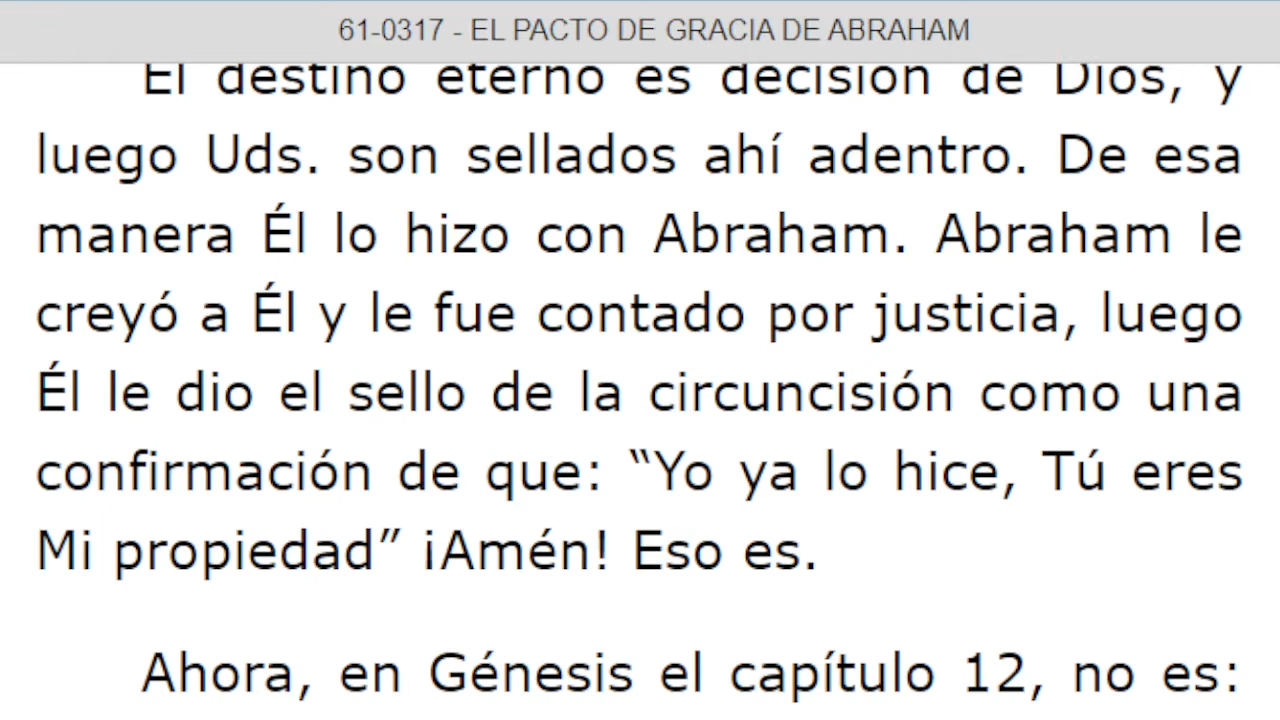 61-0317 - EL PACTO DE GRACIA DE ABRAHAM
El destino eterno es decisión de Dios, y
luego Uds. son sellados ahí adentro. De esa
manera Él lo hizo con Abraham. Abraham le
creyó a Él y le fue contado por justicia, luego
Él le dio el sello de la circuncisión como una
confirmación de que: “Yo ya lo hice, Tú eres
Mi propiedad” ¡Amén! Eso es.
Ahora, en Génesis el capítulo 12, no es: